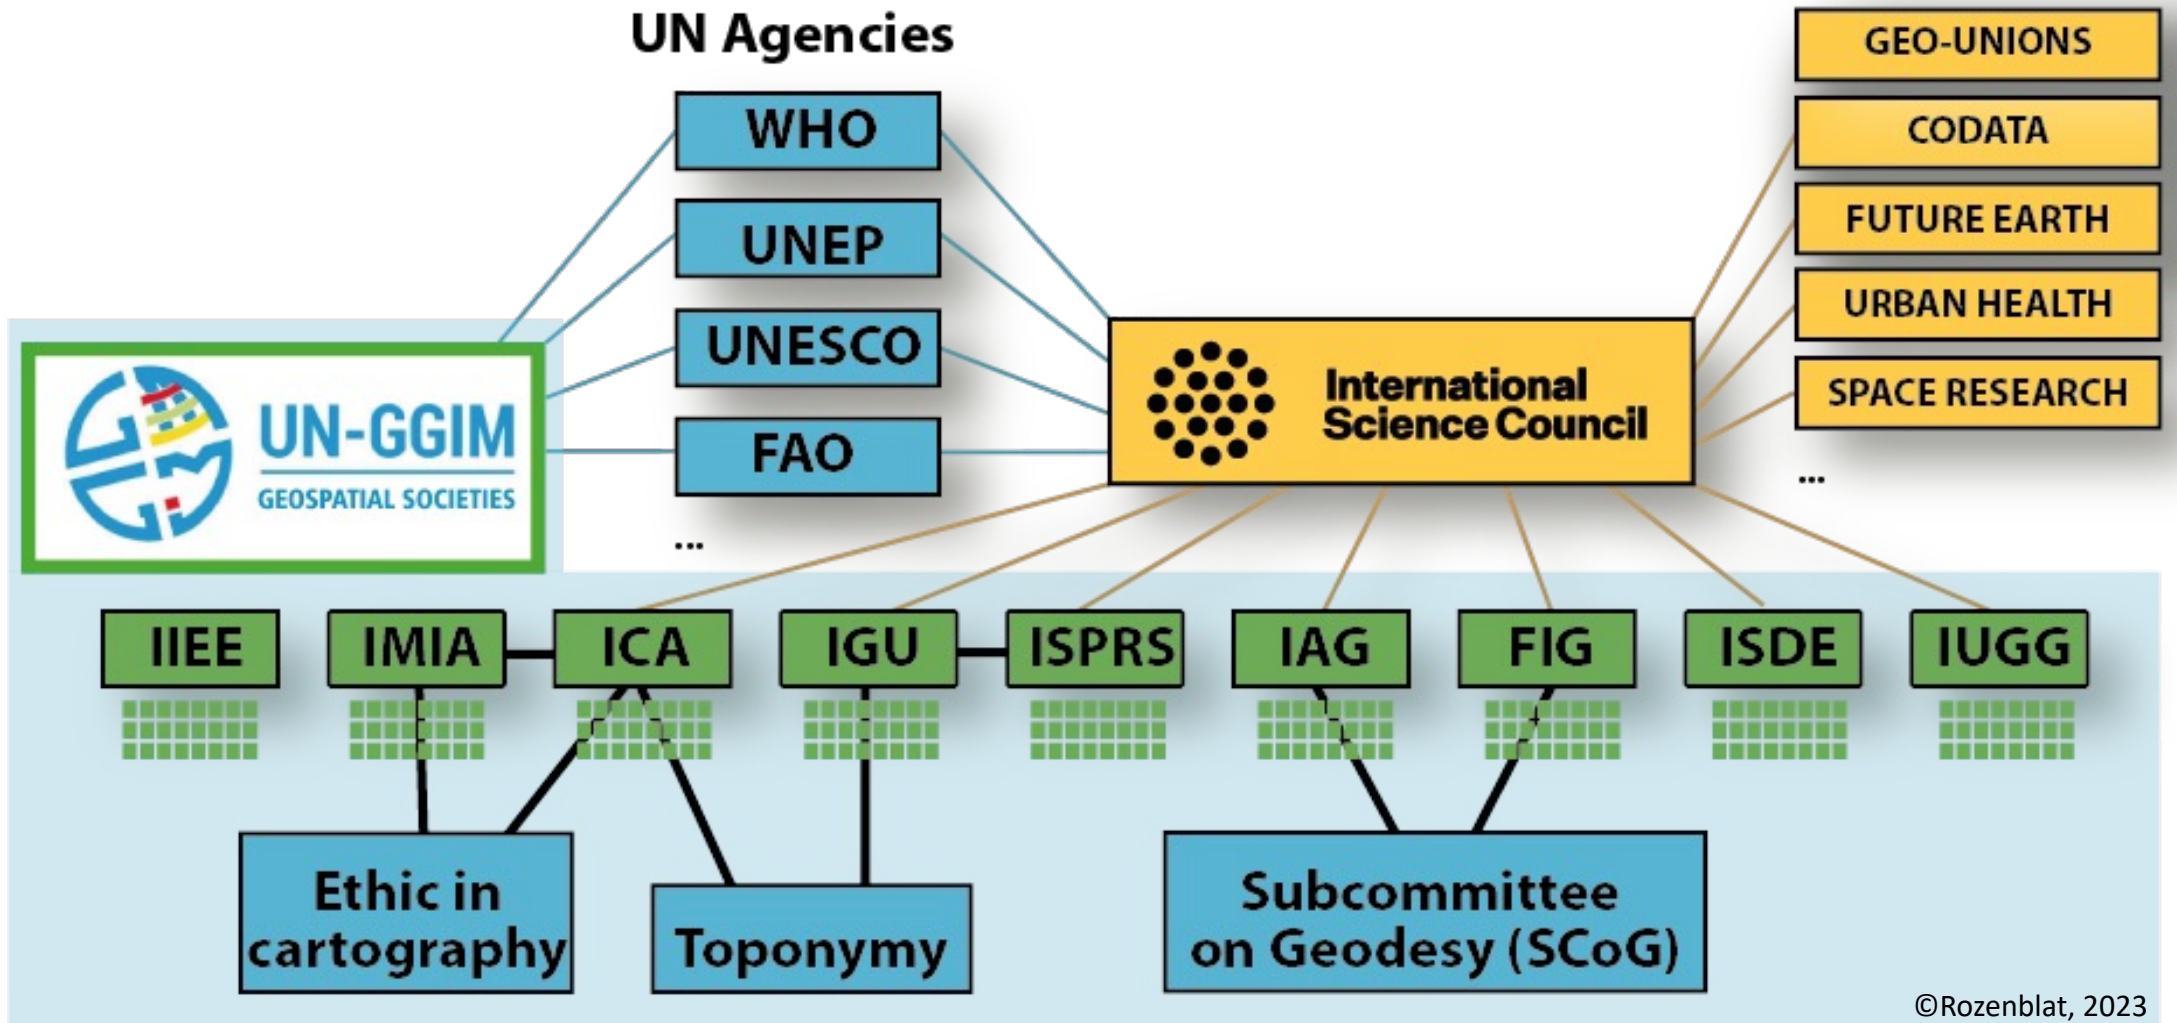 UN Agencies
WHO
UNEP
UNESCO
FAO
...
GEO-UNIONS
CODATA
FUTURE EARTH
URBAN HEALTH
SPACE RESEARCH
...
UN-GGIM
GEOSPATIAL SOCIETIES
International
Science Council
IIEE
IMIA
ICA
IGU
ISPRS
IAG
FIG
ISDE
IUGG
Ethic in
cartography
Toponymy
Subcommittee
on Geodesy (SCoG)
©Rozenblat, 2023